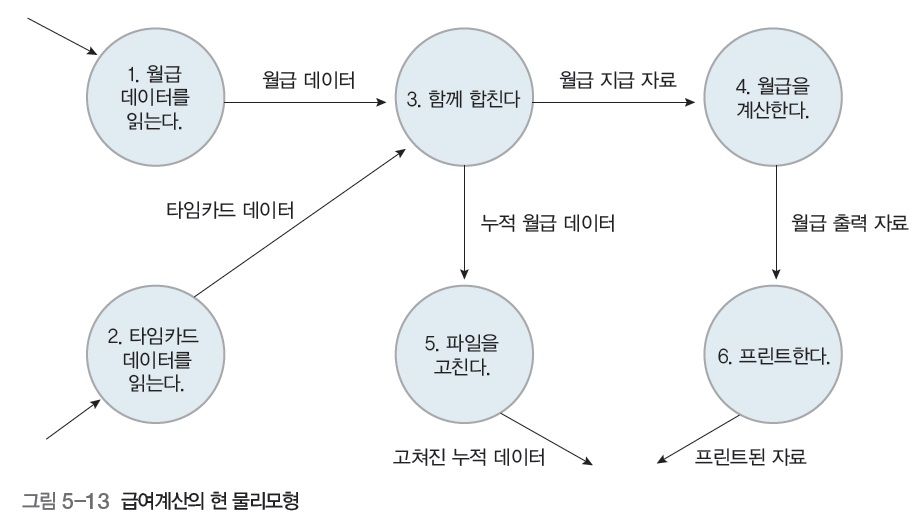 1. 월급
데이터를
읽는다.
월급 데이터
3. 함께 합친다
월급 지급 자료
4. 월급을
계산한다.
타임카드 데이터
누적 월급 데이터
월급 출력 자료
2. 타임카드
데이터를
읽는다.
5. 파일을
고친다.
6. 프린트한다.
고쳐진 누적 데이터
프린트된 자료
그림 5-13 급여계산의 현 물리모형